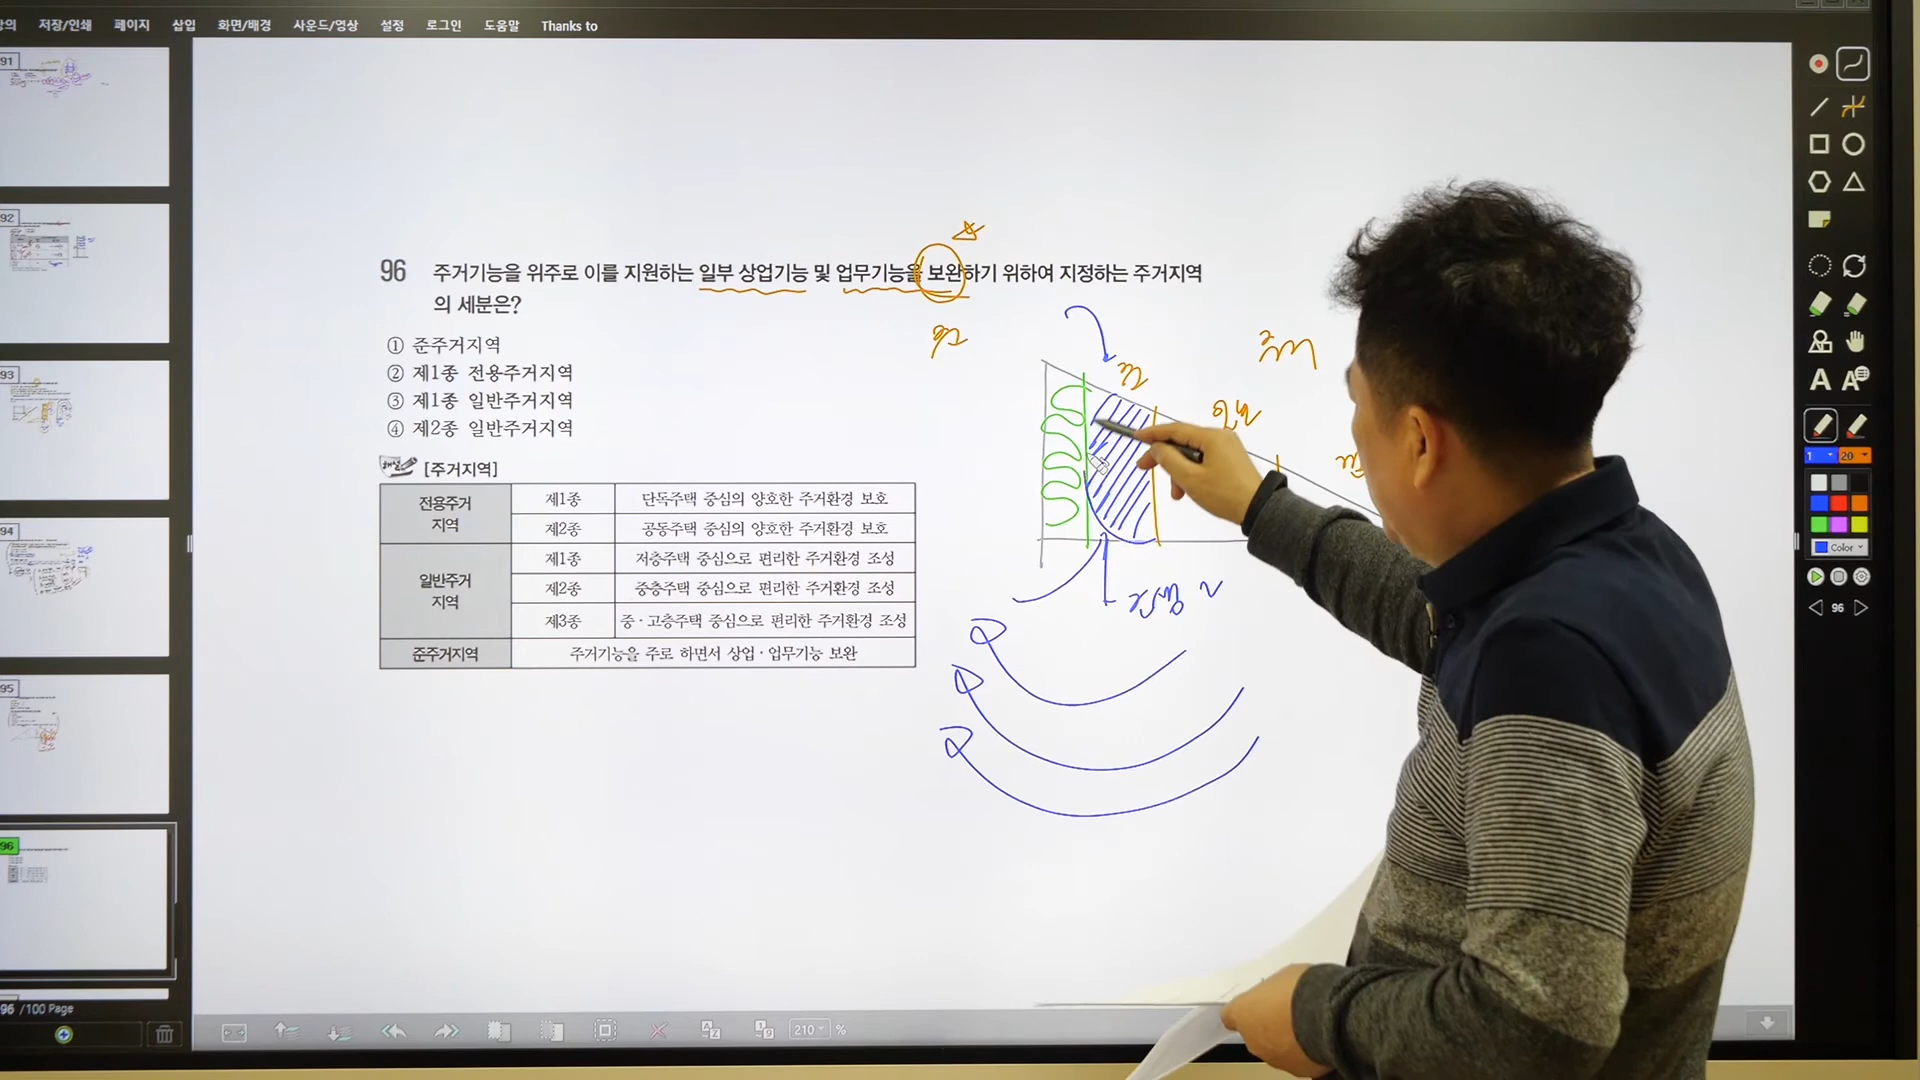 저장/인쇄 페이지 삽입 화면/배경 사운드/영상 설정 로그인 도움말 Thanks to
91
92
93
94
95
96
96 /100 Page
96 주거기능을 위주로 이를 지원하는 일부 상업기능 및 업무기능을 보완하기 위하여 지정하는 주거지역
의 세분은?
① 준주거지역
② 제1종 전용주거지역
③ 제1종 일반주거지역
④ 제2종 일반주거지역
해설 [주거지역]
전용주거지역 제1종 단독주택 중심의 양호한 주거환경 보호
제2종 공동주택 중심의 양호한 주거환경 보호
일반주거지역 제1종 저층주택 중심으로 편리한 주거환경 조성
제2종 중층주택 중심으로 편리한 주거환경 조성
제3종 중·고층주택 중심으로 편리한 주거환경 조성
준주거지역 주거기능을 주로 하면서 상업·업무기능 보완
210 %
1 20
Color
96